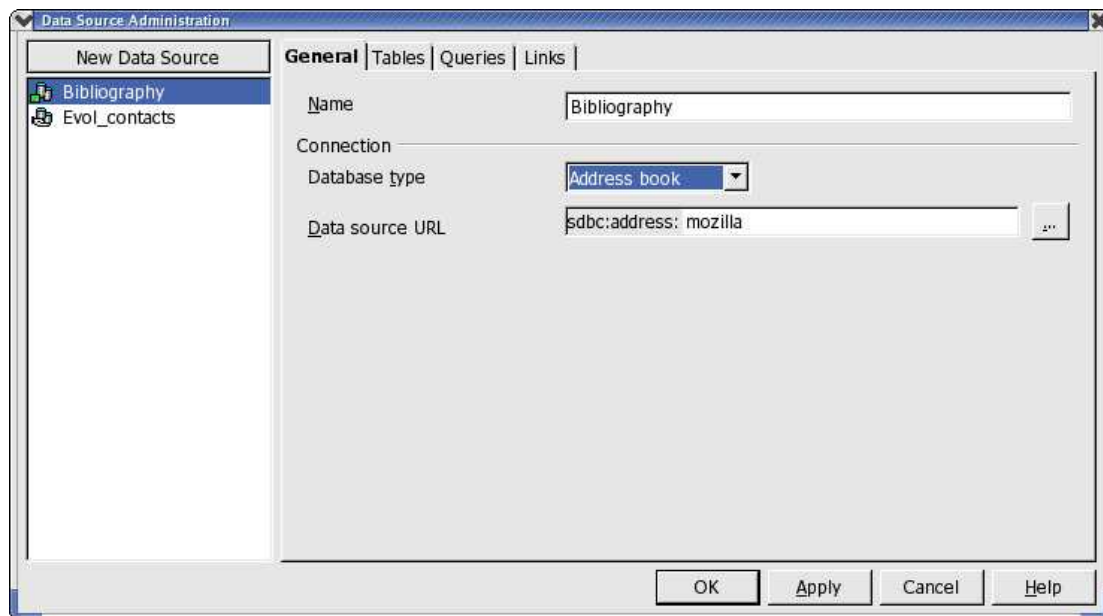 Data Source Administration
New Data Source
Bibliography
Evol_contacts
General Tables Queries Links
Name Bibliography
Connection
Database type Address book
Data source URL sdbc:address: mozilla ...
OK Apply Cancel Help